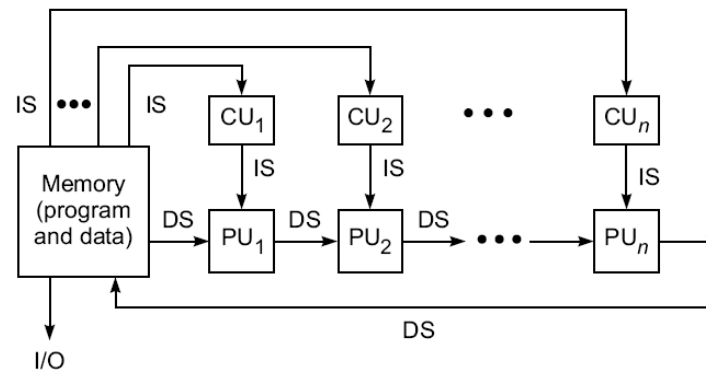 IS
IS
CU1
CU2
CUn
IS
IS
IS
Memory
(program
and data)
DS
PU1
DS
PU2
DS
PUn
DS
I/O